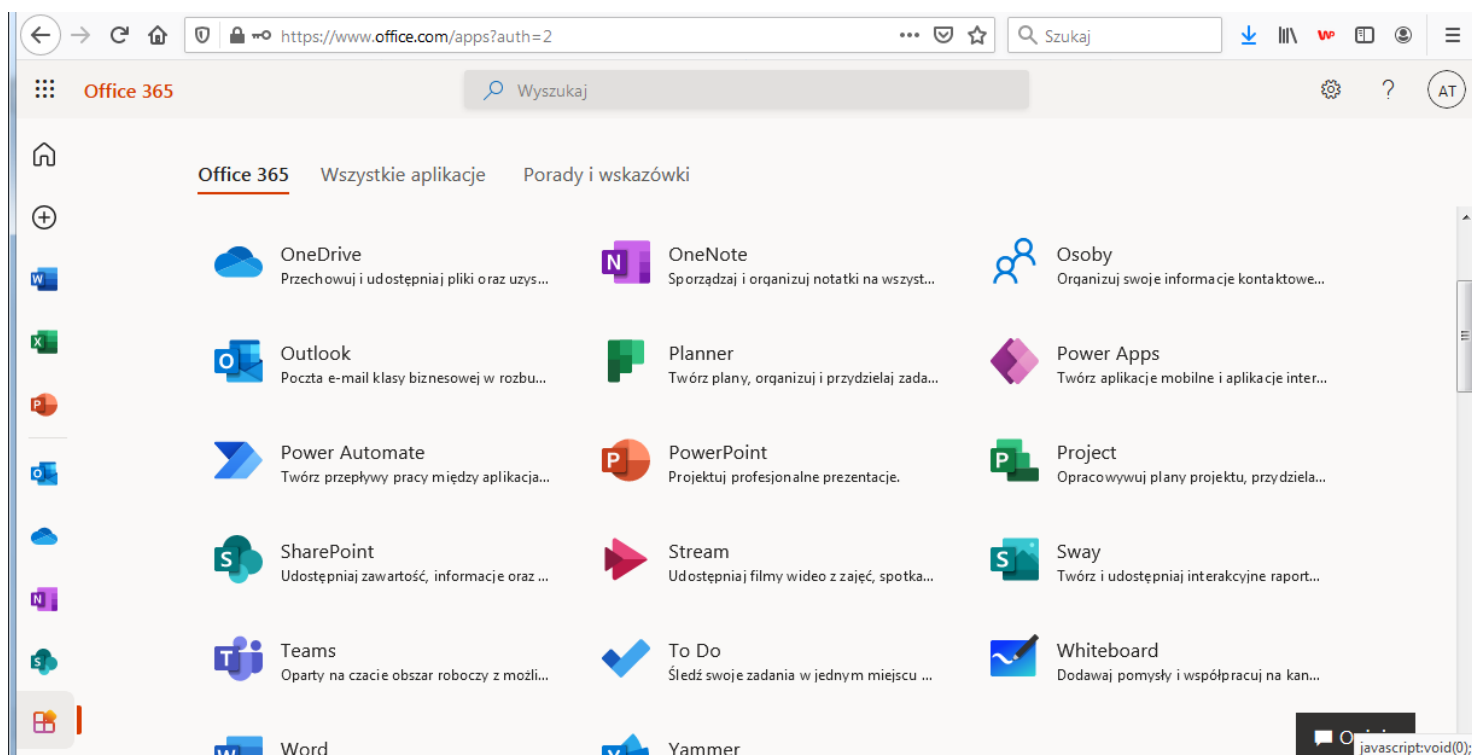 https://www.office.com/apps?auth=2
Szukaj
Office 365
Wyszukaj
AT
Office 365 Wszystkie aplikacje Porady i wskazówki
OneDrive
Przechowuj i udostępniaj pliki oraz uzys...
OneNote
Sporządzaj i organizuj notatki na wszyst...
Osoby
Organizuj swoje informacje kontaktowe...
Outlook
Poczta e-mail klasy biznesowej w rozbu...
Planner
Twórz plany, organizuj i przydzielaj zada...
Power Apps
Twórz aplikacje mobilne i aplikacje inter...
Power Automate
Twórz przepływy pracy między aplikacja...
PowerPoint
Projektuj profesjonalne prezentacje.
Project
Opracowywuj plany projektu, przydziela...
SharePoint
Udostępniaj zawartość, informacje oraz ...
Stream
Udostępniaj filmy wideo z zajęć, spotka...
Sway
Twórz i udostępniaj interakcyjne raport...
Teams
Oparty na czacie obszar roboczy z możli...
To Do
Śledź swoje zadania w jednym miejscu ...
Whiteboard
Dodawaj pomysły i współpracuj na kan...
Word
Yammer
javascript:void(0);